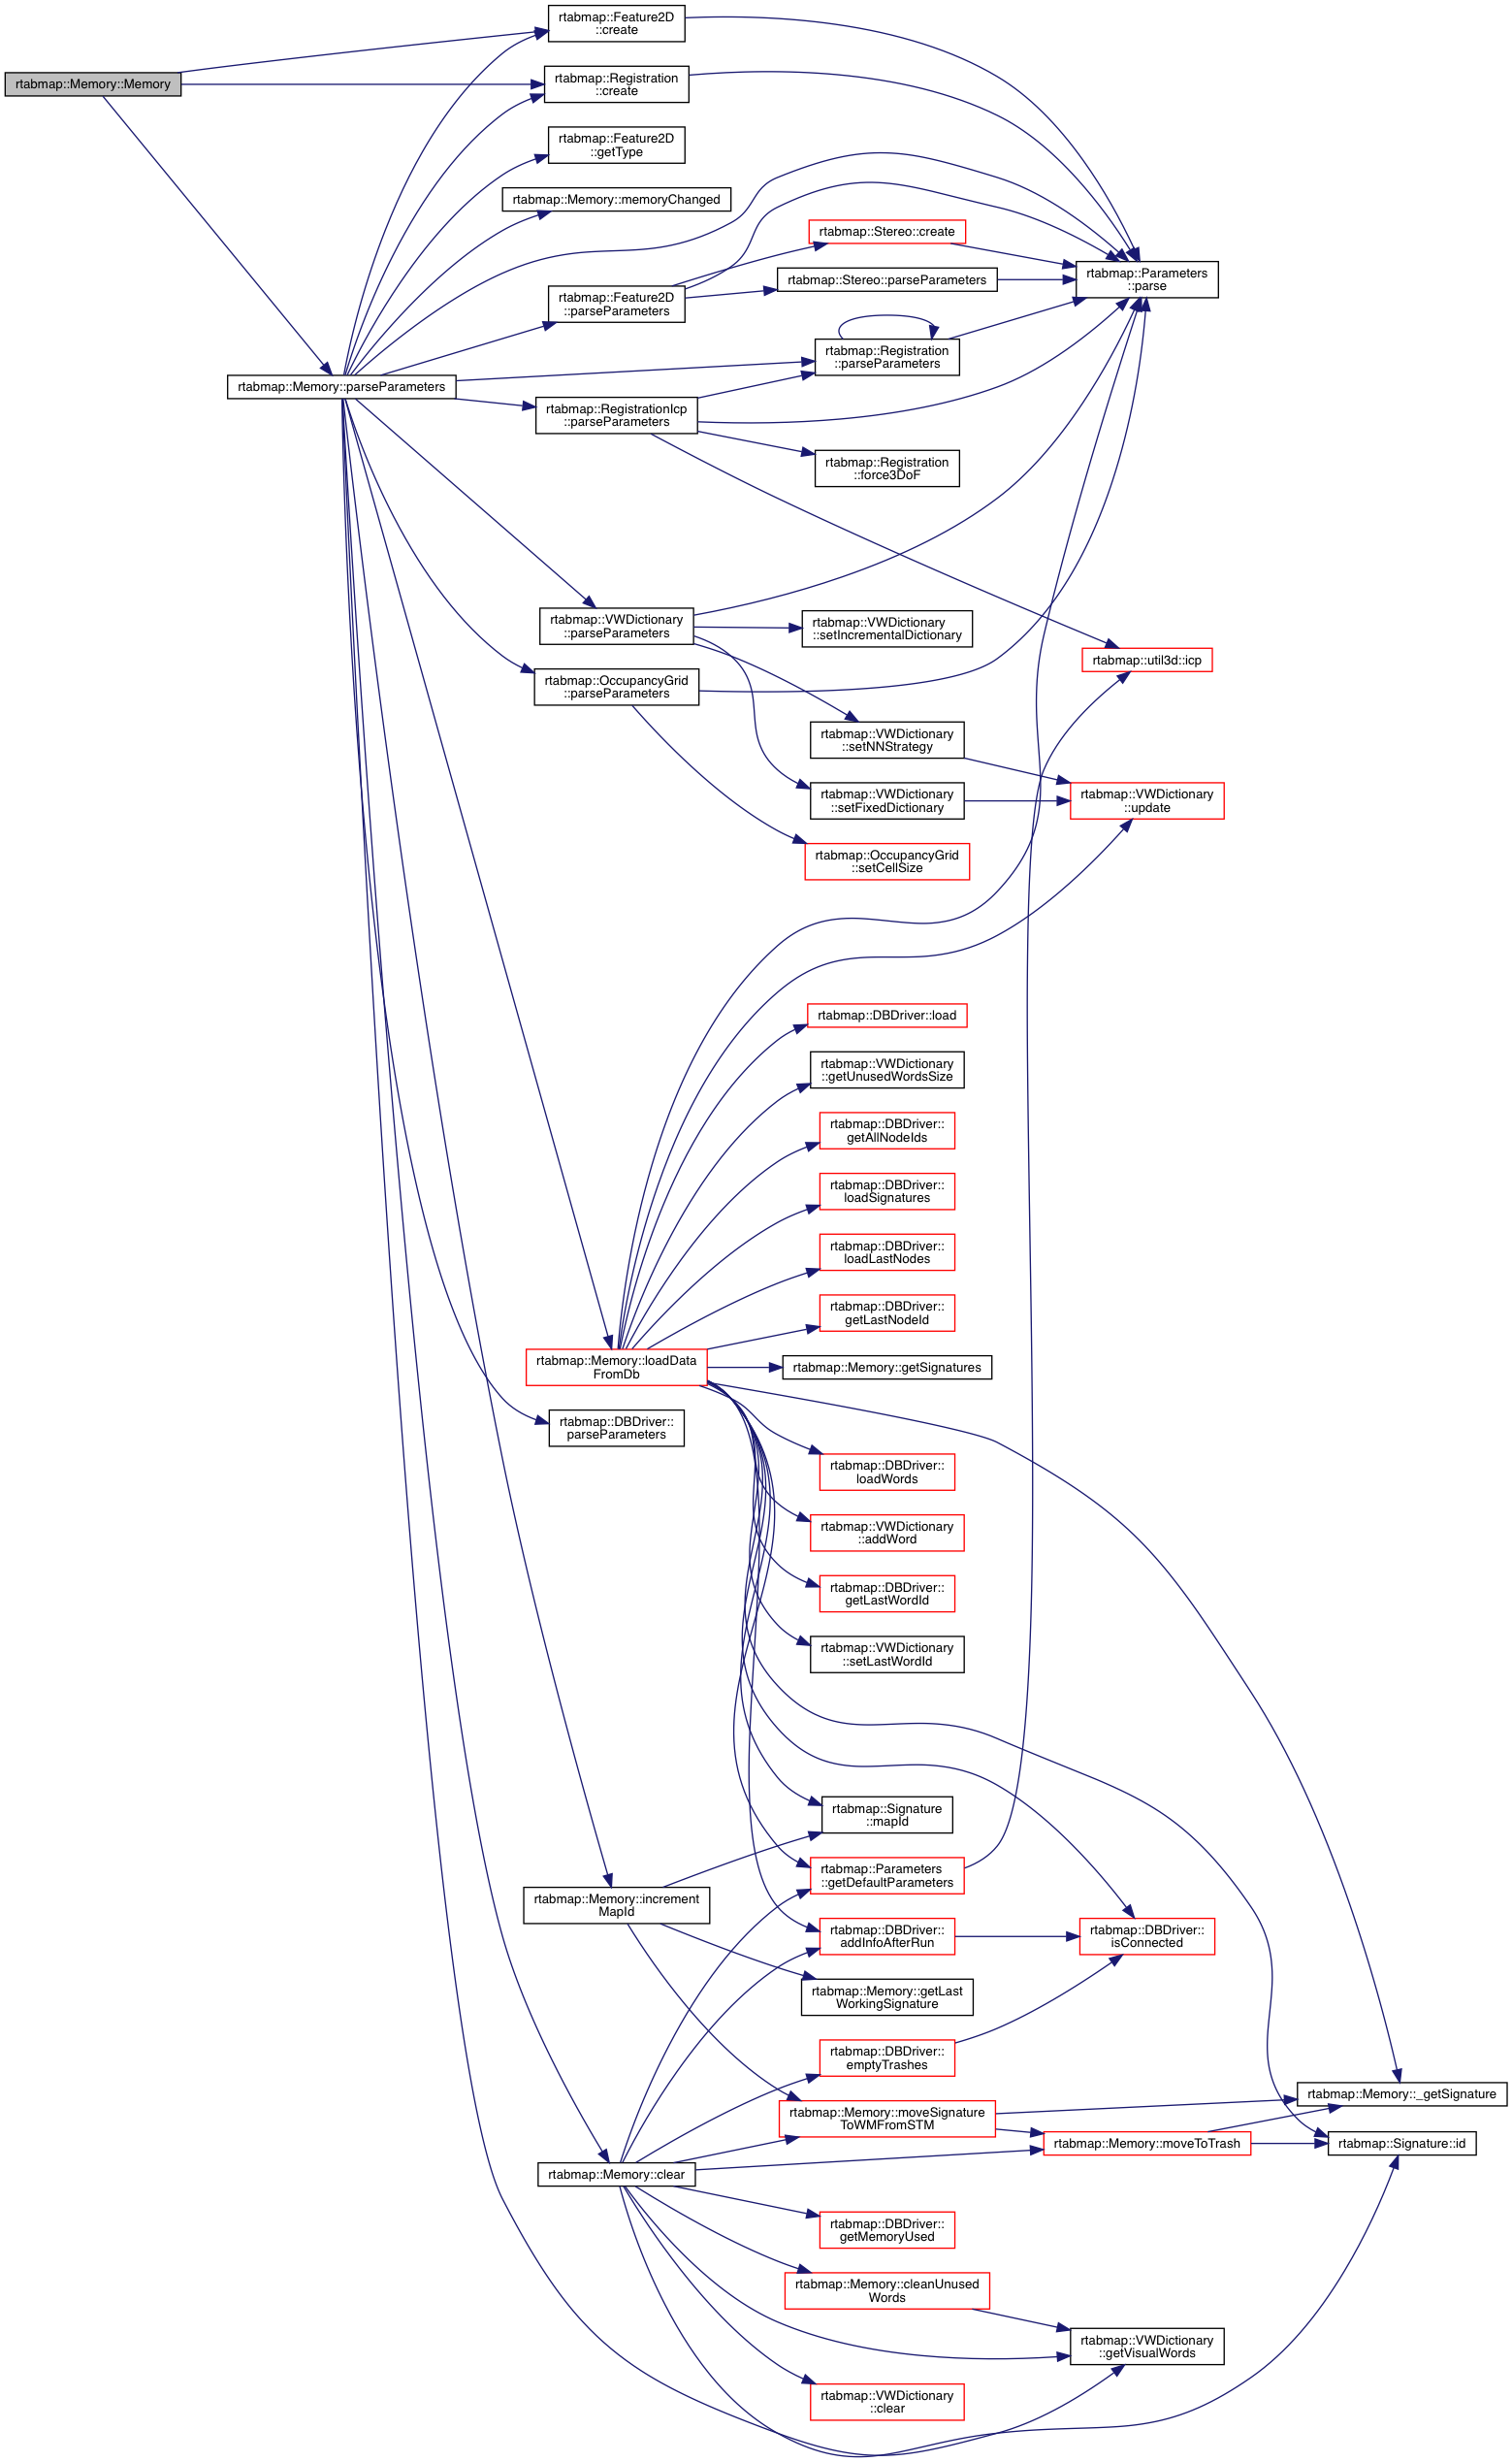 rtabmap::Feature2D
::create
rtabmap::Memory::Memory
rtabmap::Registration
::create
rtabmap::Feature2D
::getType
rtabmap::Memory::memoryChanged
rtabmap::Stereo::create
rtabmap::Parameters
::parse
rtabmap::Stereo::parseParameters
rtabmap::Feature2D
::parseParameters
rtabmap::Registration
::parseParameters
rtabmap::Memory::parseParameters
rtabmap::RegistrationIcp
::parseParameters
rtabmap::Registration
::force3DoF
rtabmap::VWDictionary
::parseParameters
rtabmap::VWDictionary
::setIncrementalDictionary
rtabmap::util3d::icp
rtabmap::OccupancyGrid
::parseParameters
rtabmap::VWDictionary
::setNNStrategy
rtabmap::VWDictionary
::setFixedDictionary
rtabmap::VWDictionary
::update
rtabmap::OccupancyGrid
::setCellSize
rtabmap::DBDriver::load
rtabmap::VWDictionary
::getUnusedWordsSize
rtabmap::DBDriver::
getAllNodeIds
rtabmap::DBDriver::
loadSignatures
rtabmap::DBDriver::
loadLastNodes
rtabmap::DBDriver::
getLastNodeId
rtabmap::Memory::loadData
FromDb
rtabmap::Memory::getSignatures
rtabmap::DBDriver::
parseParameters
rtabmap::DBDriver::
loadWords
rtabmap::VWDictionary
::addWord
rtabmap::DBDriver::
getLastWordId
rtabmap::VWDictionary
::setLastWordId
rtabmap::Signature
::mapId
rtabmap::Parameters
::getDefaultParameters
rtabmap::Memory::increment
MapId
rtabmap::DBDriver::
addInfoAfterRun
rtabmap::DBDriver::
isConnected
rtabmap::Memory::getLast
WorkingSignature
rtabmap::DBDriver::
emptyTrashes
rtabmap::Memory::_getSignature
rtabmap::Memory::moveSignature
ToWMFromSTM
rtabmap::Memory::moveToTrash
rtabmap::Signature::id
rtabmap::Memory::clear
rtabmap::DBDriver::
getMemoryUsed
rtabmap::Memory::cleanUnused
Words
rtabmap::VWDictionary
::getVisualWords
rtabmap::VWDictionary
::clear